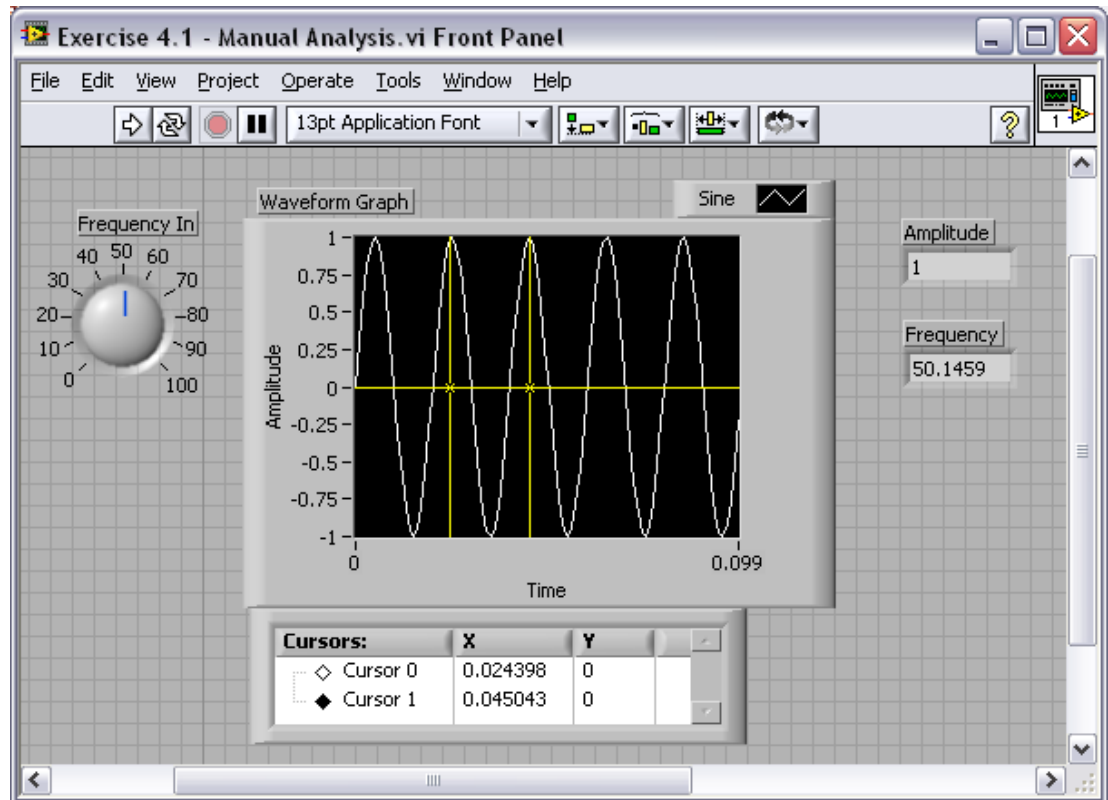 Exercise 4.1 - Manual Analysis.vi Front Panel
File Edit View Project Operate Tools Window Help
13pt Application Font
1
Frequency In
0 10 20 30 40 50 60 70 80 90 100
Waveform Graph
Sine
Amplitude
1
0.75
0.5
0.25
0
-0.25
-0.5
-0.75
-1
0 0.099
Time
Amplitude
1
Frequency
50.1459
Cursors: X Y
Cursor 0 0.024398 0
Cursor 1 0.045043 0